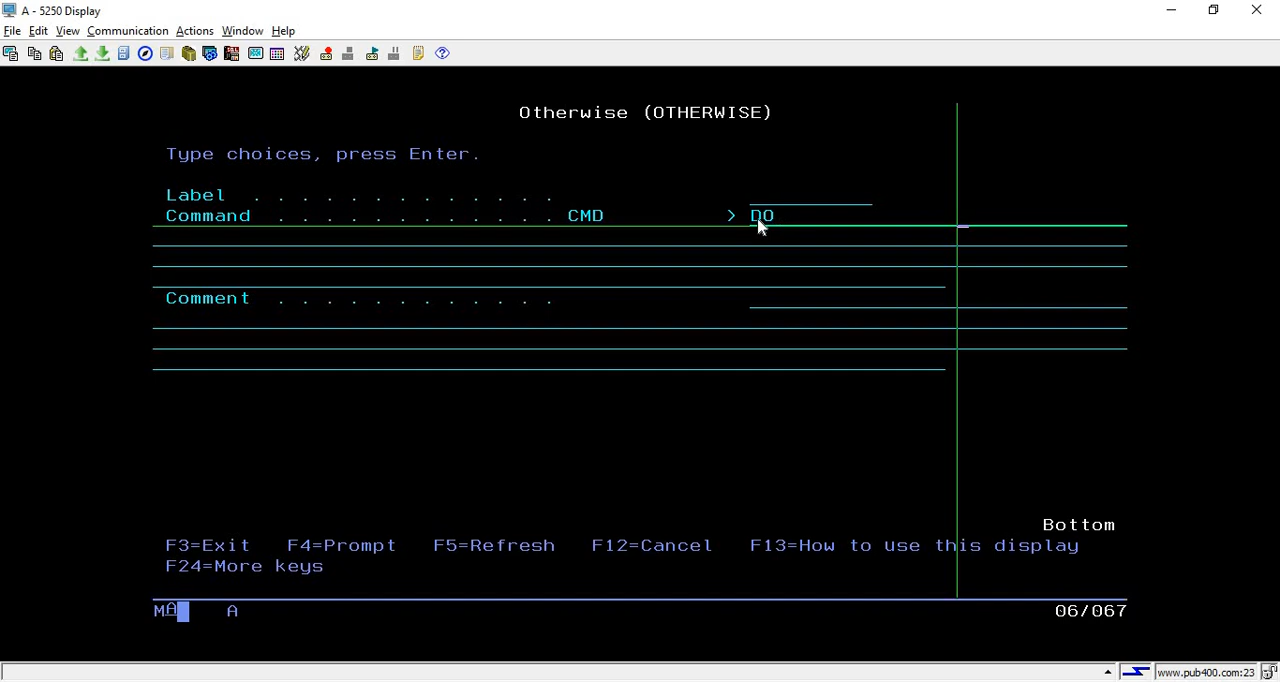 A - 5250 Display
File Edit View Communication Actions Window Help
Otherwise (OTHERWISE)
Type choices, press Enter.
Label . . . . . . . . . . . . .
Command . . . . . . . . . . . . CMD > DO
Comment . . . . . . . . . . . .
Bottom
F3=Exit F4=Prompt F5=Refresh F12=Cancel F13=How to use this display
F24=More keys
MA A 06/067
www.pub400.com:23